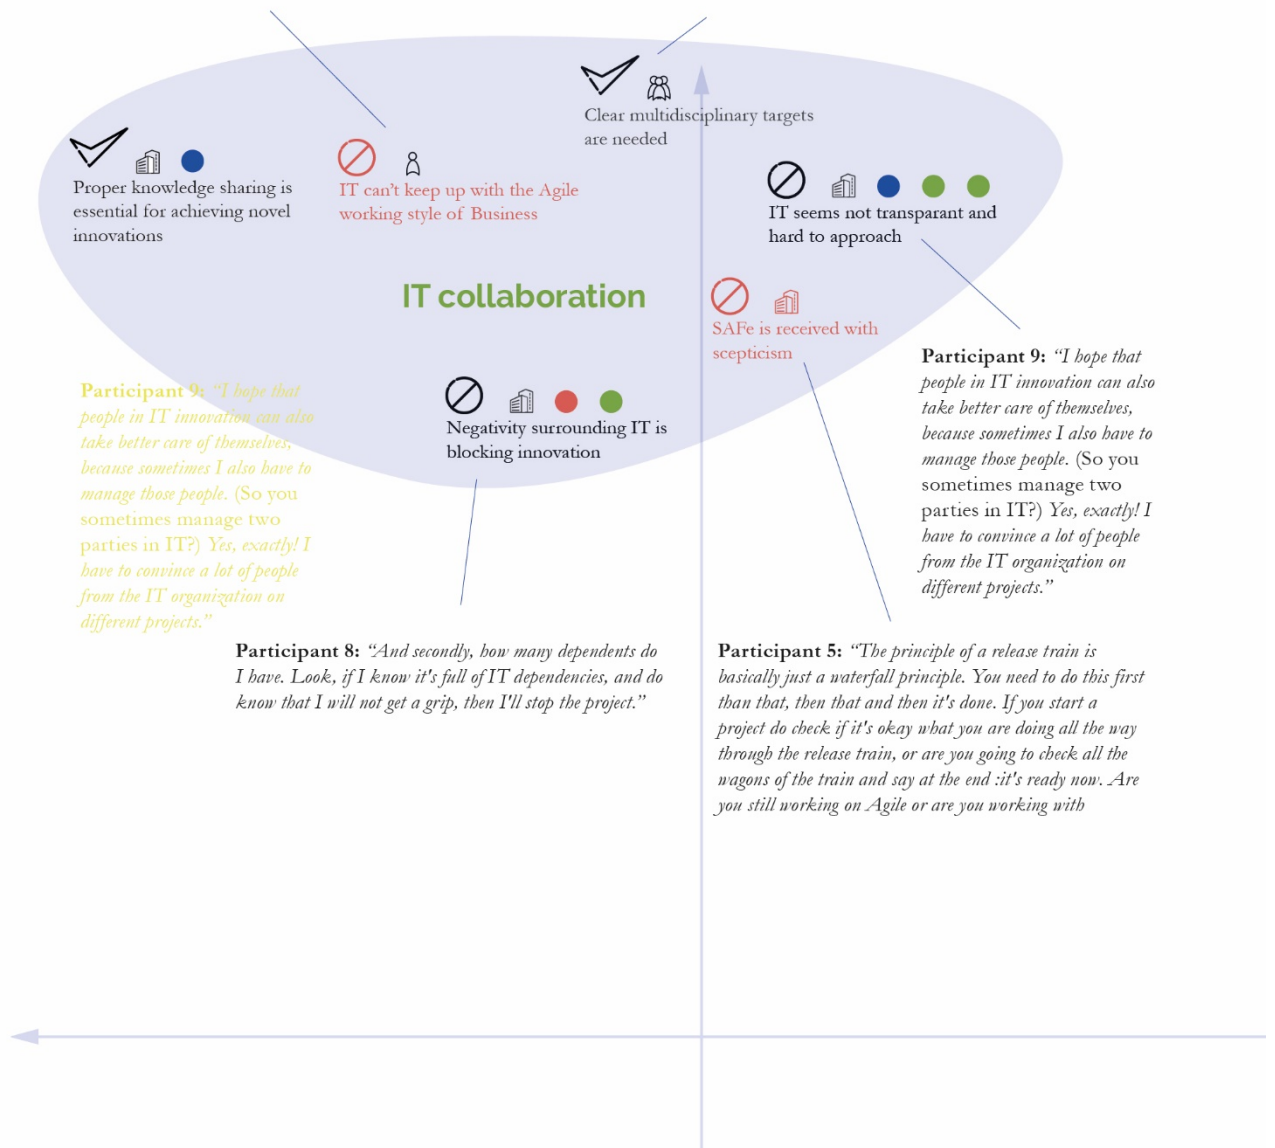 Clear multidisciplinary targets
are needed
Proper knowledge sharing is
essential for achieving novel
innovations
IT can't keep up with the Agile
working style of Business
IT seems not transparant and
hard to approach
IT collaboration
SAFe is received with
scepticism
Negativity surrounding IT is
blocking innovation
Participant 9: “I hope that
people in IT innovation can also
take better care of themselves,
because sometimes I also have to
manage those people. (So you
sometimes manage two
parties in IT?) Yes, exactly! I
have to convince a lot of people
from the IT organization on
different projects.”
Participant 9: “I hope that
people in IT innovation can also
take better care of themselves,
because sometimes I also have to
manage those people. (So you
sometimes manage two
parties in IT?) Yes, exactly! I
have to convince a lot of people
from the IT organization on
different projects.”
Participant 8: “And secondly, how many dependents do
I have. Look, if I know it's full of IT dependencies, and do
know that I will not get a grip, then I'll stop the project.”
Participant 5: “The principle of a release train is
basically just a waterfall principle. You need to do this first
than that, then that and then it's done. If you start a
project do check if it's okay what you are doing all the way
through the release train, or are you going to check all the
wagons of the train and say at the end :it's ready now. Are
you still working on Agile or are you working with